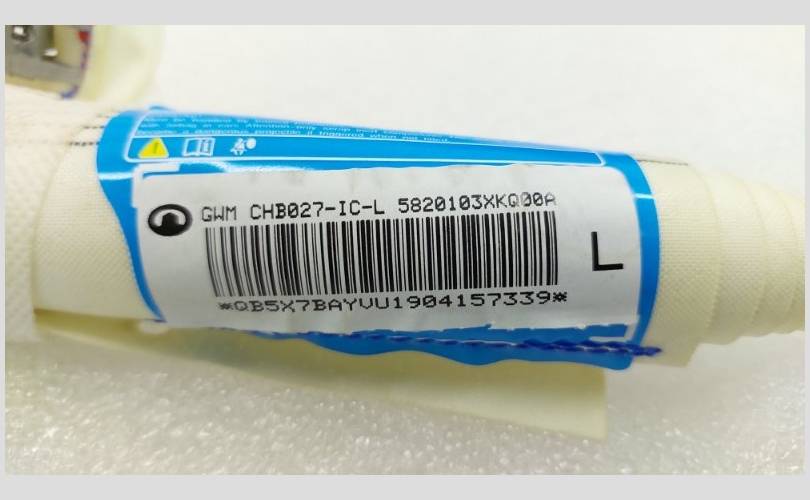 GWM CHB027-IC-L 5820103XKQ00A
L
*QB5X7BAYVU1904157339*